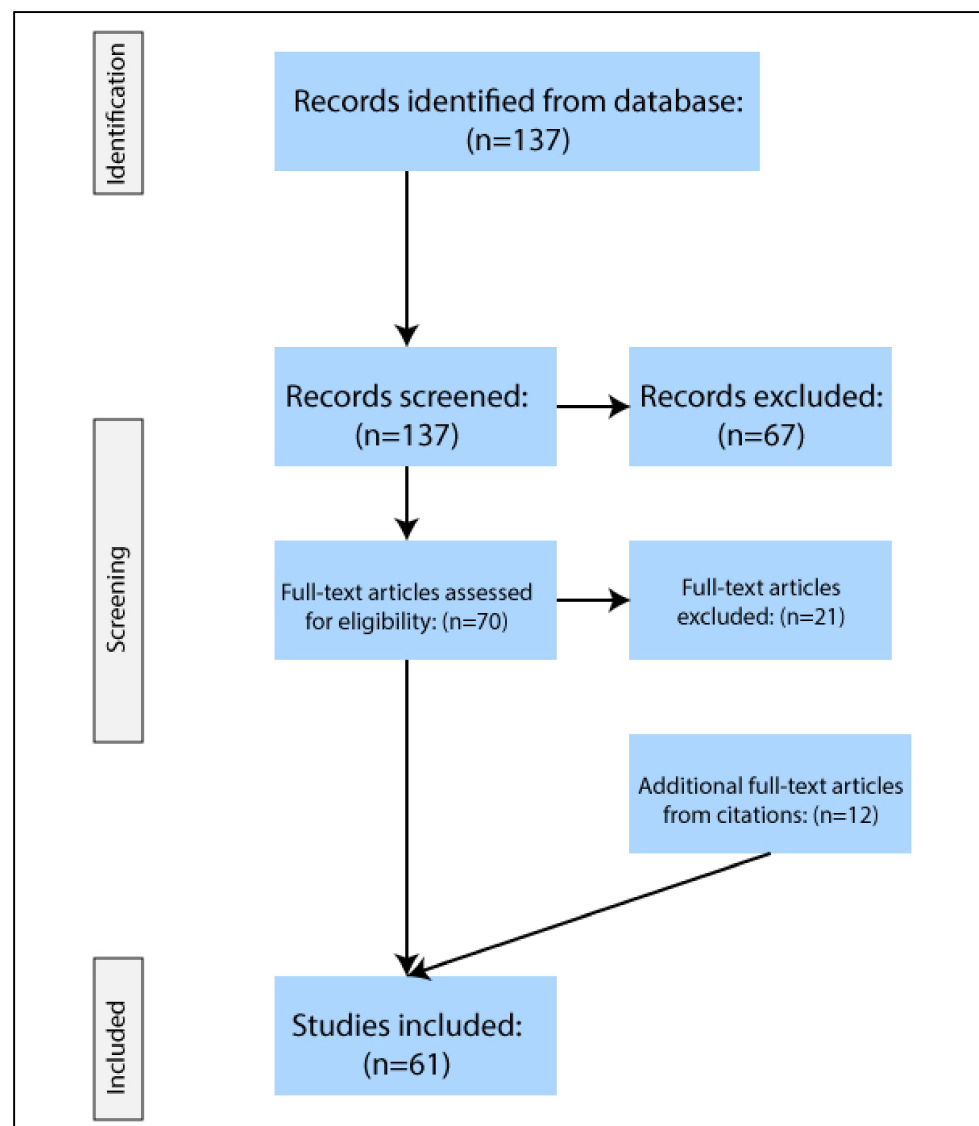 Identification
Records identified from database:
(n=137)
Screening
Records screened:
(n=137)
Records excluded:
(n=67)
Full-text articles assessed
for eligibility: (n=70)
Full-text articles
excluded: (n=21)
Additional full-text articles
from citations: (n=12)
Included
Studies included:
(n=61)